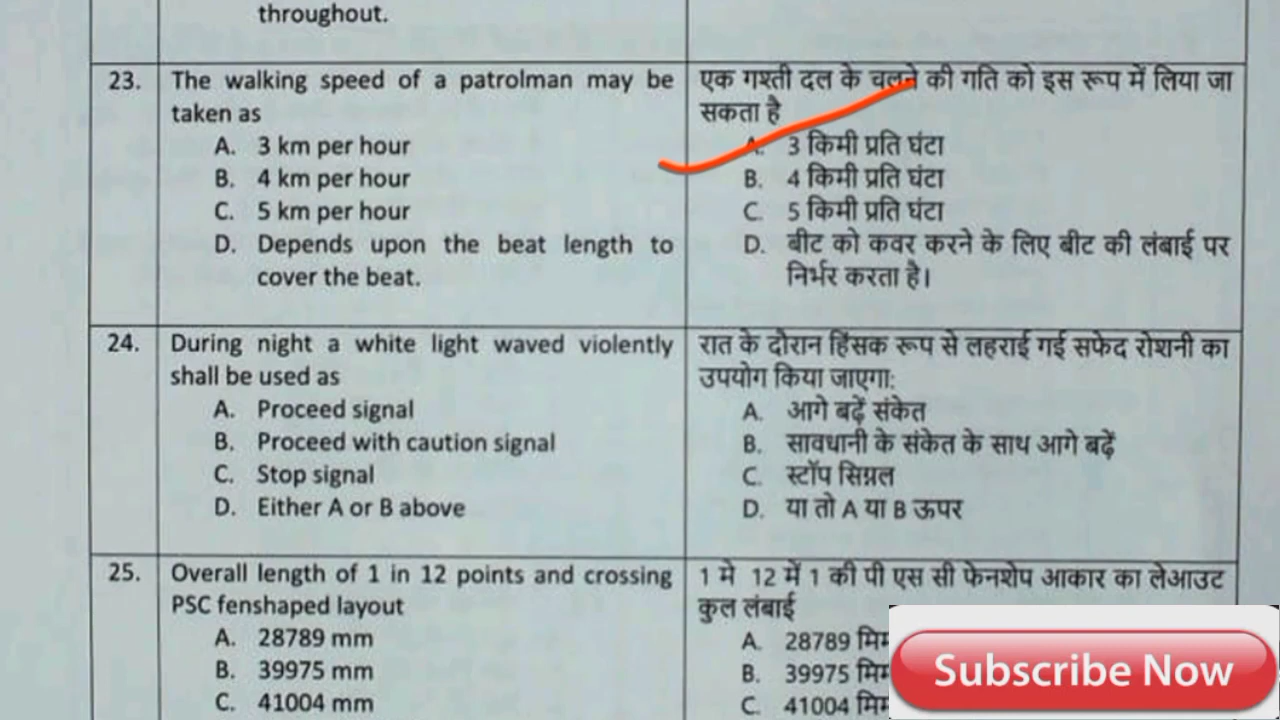 throughout.
23. The walking speed of a patrolman may be
taken as
A. 3 km per hour
B. 4 km per hour
C. 5 km per hour
D. Depends upon the beat length to
cover the beat.
एक गश्ती दल के चलने की गति को इस रूप में लिया जा
सकता है
A. 3 किमी प्रति घंटा
B. 4 किमी प्रति घंटा
C. 5 किमी प्रति घंटा
D. बीट को कवर करने के लिए बीट की लंबाई पर
निर्भर करता है।
24. During night a white light waved violently
shall be used as
A. Proceed signal
B. Proceed with caution signal
C. Stop signal
D. Either A or B above
रात के दौरान हिंसक रूप से लहराई गई सफेद रोशनी का
उपयोग किया जाएगा:
A. आगे बढ़ें संकेत
B. सावधानी के संकेत के साथ आगे बढ़ें
C. स्टॉप सिग्नल
D. या तो A या B ऊपर
25. Overall length of 1 in 12 points and crossing
PSC fenshaped layout
A. 28789 mm
B. 39975 mm
C. 41004 mm
1 मे 12 में 1 की पी एस सी फेनशेप आकार का लेआउट
कुल लंबाई
A. 28789
B. 39975
C. 41004
Subscribe Now